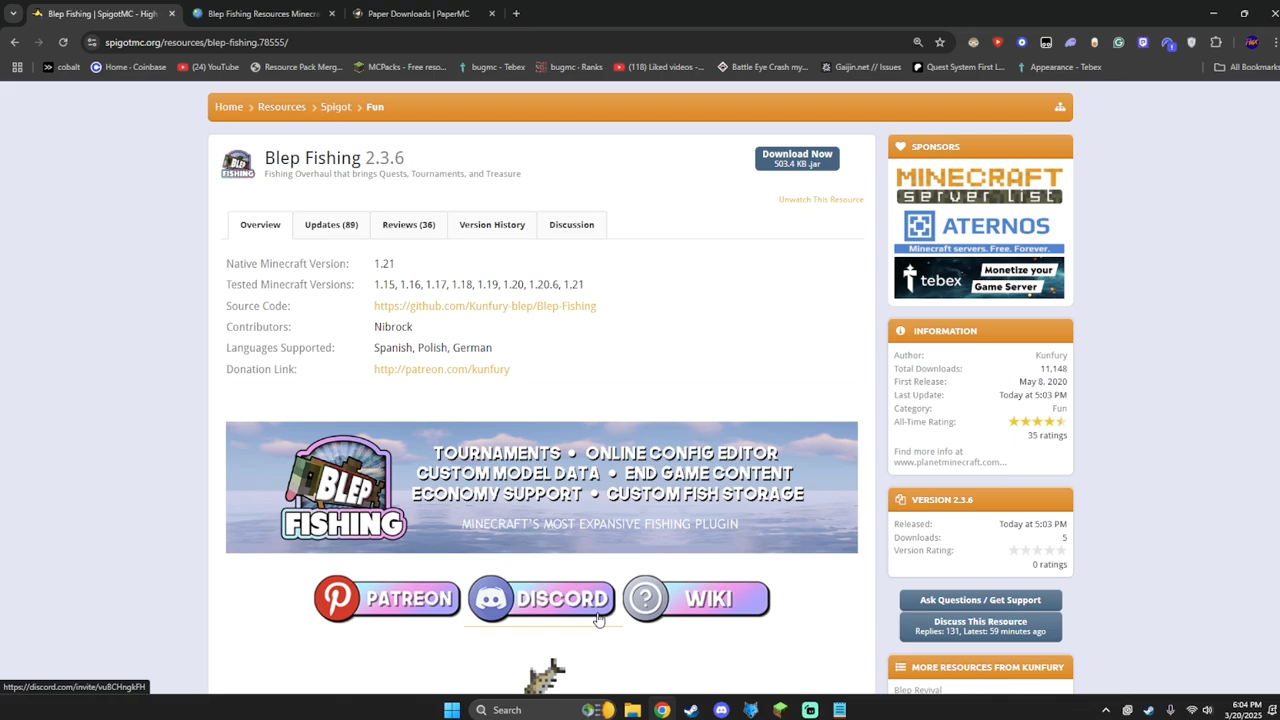 Blep Fishing | SpigotMC - High
Blep Fishing Resources Minecr
Paper Downloads | PaperMC
spigotmc.org/resources/blep-fishing.78555/
cobalt
Home - Coinbase
(24) YouTube
Resource Pack Merg...
MCPacks - Free reso...
bugmc - Tebex
bugmc - Ranks
(118) Liked videos -...
Battle Eye Crash my...
Gaijin.net // Issues
Quest System First L...
Appearance - Tebex
All Bookmarks
Home > Resources > Spigot > Fun
Blep Fishing 2.3.6
Fishing Overhaul that brings Quests, Tournaments, and Treasure
Download Now
503.4 KB .jar
Unwatch This Resource
Overview
Updates (89)
Reviews (36)
Version History
Discussion
Native Minecraft Version: 1.21
Tested Minecraft Versions: 1.15, 1.16, 1.17, 1.18, 1.19, 1.20, 1.20.6, 1.21
Source Code: https://github.com/Kunfury-blep/Blep-Fishing
Contributors: Nibrock
Languages Supported: Spanish, Polish, German
Donation Link: http://patreon.com/kunfury
BLEP
FISHING
TOURNAMENTS • ONLINE CONFIG EDITOR
CUSTOM MODEL DATA • END GAME CONTENT
ECONOMY SUPPORT • CUSTOM FISH STORAGE
MINECRAFT'S MOST EXPANSIVE FISHING PLUGIN
PATREON
DISCORD
WIKI
SPONSORS
MINECRAFT
server list
ATERNOS
Minecraft servers. Free. Forever.
tebex
Monetize your
Game Server
INFORMATION
Author: Kunfury
Total Downloads: 11,148
First Release: May 8, 2020
Last Update: Today at 5:03 PM
Category: Fun
All-Time Rating:
35 ratings
Find more info at
www.planetminecraft.com...
VERSION 2.3.6
Released: Today at 5:03 PM
Downloads: 5
Version Rating:
0 ratings
Ask Questions / Get Support
Discuss This Resource
Replies: 131, Latest: 59 minutes ago
MORE RESOURCES FROM KUNFURY
Blep Revival
https://discord.com/invite/vu8CHngkFH
Search
6:04 PM
3/20/2025